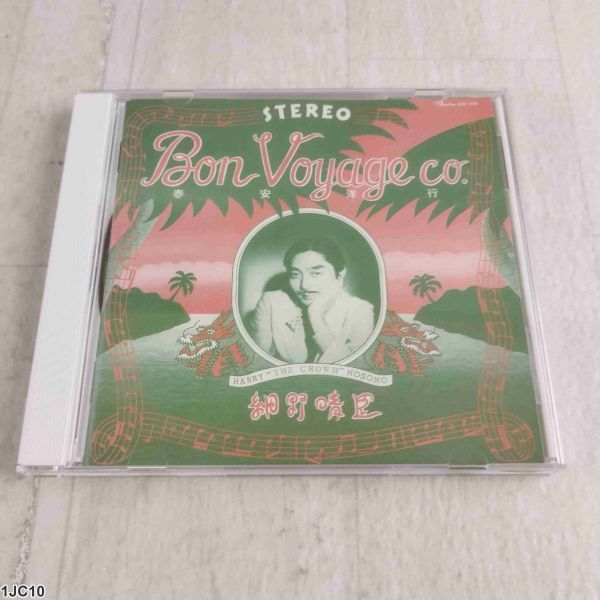 STEREO
Bon Voyage co.
泰安洋行
HARRY "THE CROWN" HOSONO
細野晴臣
1JC10